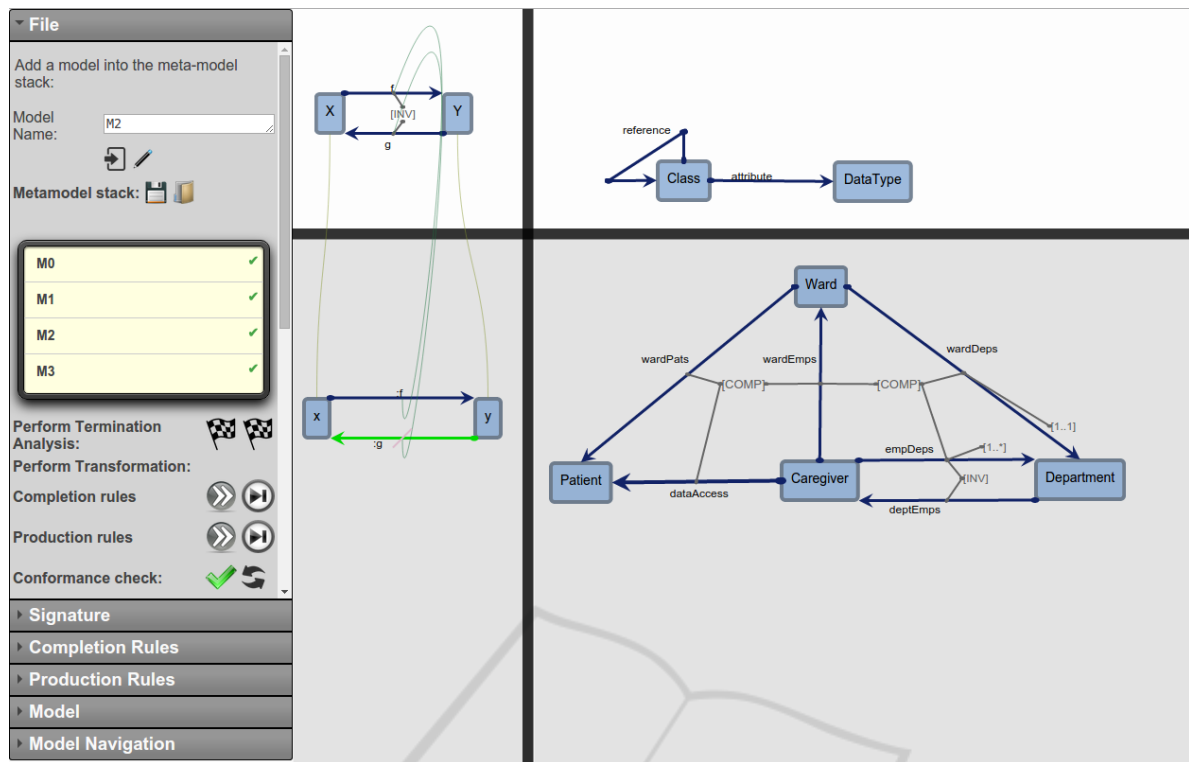 File
Add a model into the meta-model
stack:
Model
Name:
M2
Metamodel stack:
M0
M1
M2
M3
Perform Termination
Analysis:
Perform Transformation:
Completion rules
Production rules
Conformance check:
Signature
Completion Rules
Production Rules
Model
Model Navigation
f
X
[INV]
Y
g
:f
x
y
:g
reference
Class
attribute
DataType
Ward
wardPats
wardEmps
wardDeps
[COMP]
[COMP]
[1..1]
empDeps
[1..*]
Patient
Caregiver
[INV]
Department
dataAccess
deptEmps